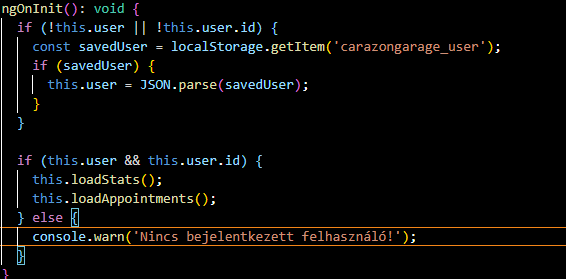 ngOnInit(): void {
if (!this.user || !this.user.id) {
const savedUser = localStorage.getItem('carazongarage_user');
if (savedUser) {
this.user = JSON.parse(savedUser);
}
}
if (this.user && this.user.id) {
this.loadStats();
this.loadAppointments();
} else {
console.warn('Nincs bejelentkezett felhasználó!');
}
}